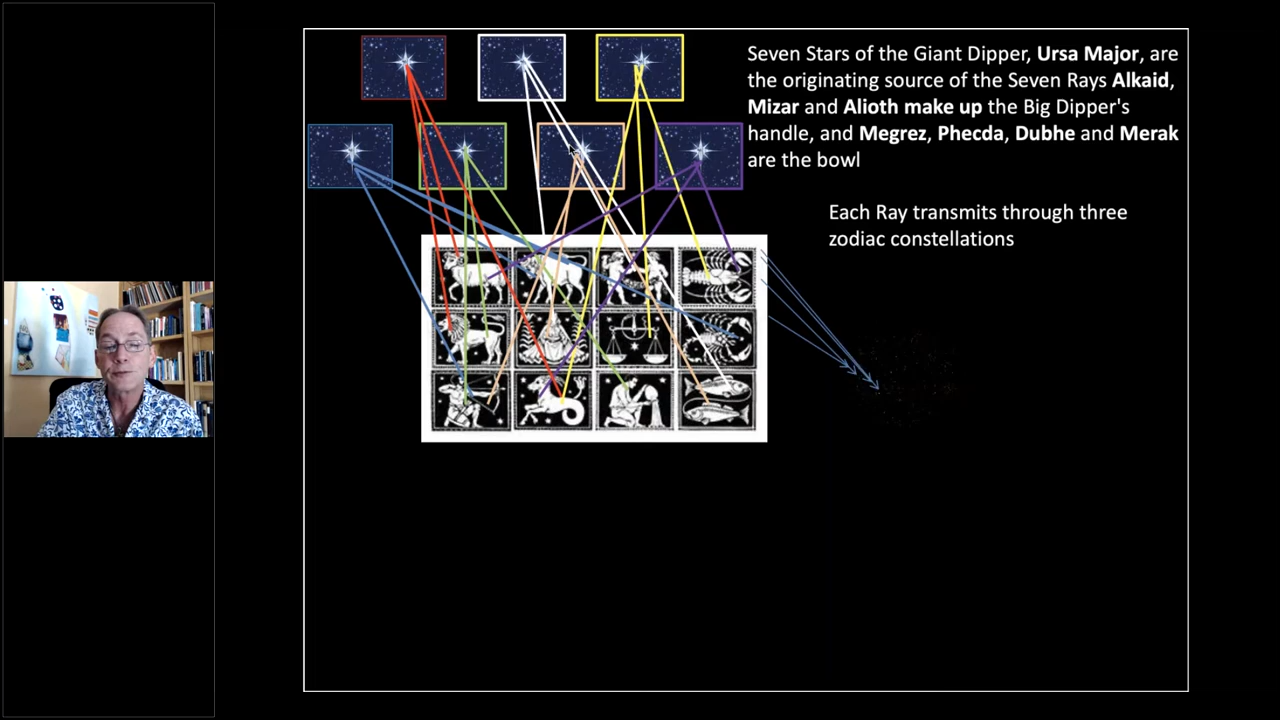 Seven Stars of the Giant Dipper, Ursa Major, are
the originating source of the Seven Rays Alkaid,
Mizar and Alioth make up the Big Dipper's
handle, and Megrez, Phecda, Dubhe and Merak
are the bowl
Each Ray transmits through three
zodiac constellations